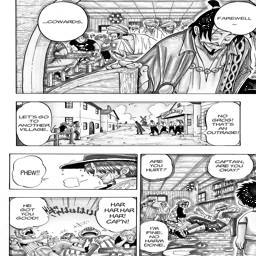 FAREWELL
...
...COWARDS.
NO
GROG! THAT'S
AN
OUTRAGE!
LET'S GO
TO
ANOTHER
VILLAGE.
CAPTAIN,
ARE YOU
OKAY?
ARE
YOU
HURT?
I'M
FINE.
NO
HARM
DONE.
PHEW!!
HAR
HAR HAR
HAR!
CAP'N!
HE
GOT YOU
GOOD!